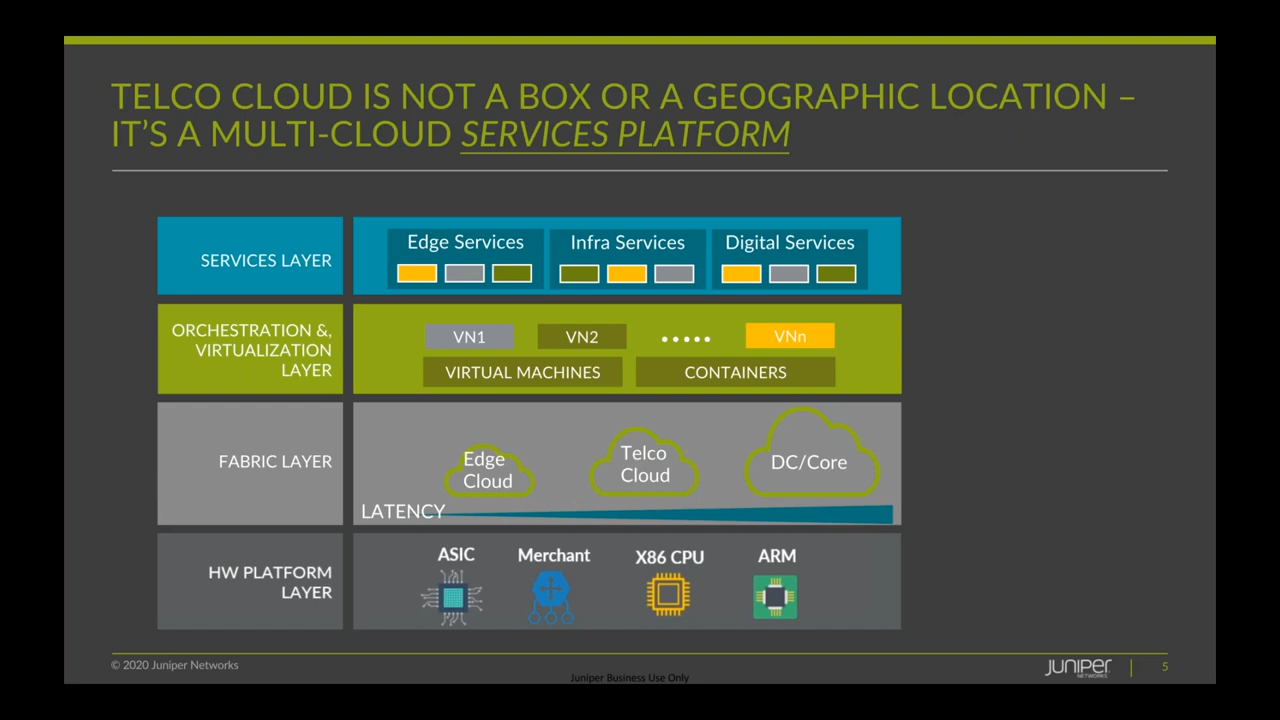 TELCO CLOUD IS NOT A BOX OR A GEOGRAPHIC LOCATION –
IT'S A MULTI-CLOUD SERVICES PLATFORM
SERVICES LAYER
Edge Services
Infra Services
Digital Services
ORCHESTRATION &,
VIRTUALIZATION
LAYER
VN1
VN2
.....
VNn
VIRTUAL MACHINES
CONTAINERS
FABRIC LAYER
Edge
Cloud
Telco
Cloud
DC/Core
LATENCY
HW PLATFORM
LAYER
ASIC
Merchant
X86 CPU
ARM
© 2020 Juniper Networks
Juniper Business Use Only
JUNIPER
NETWORKS
5